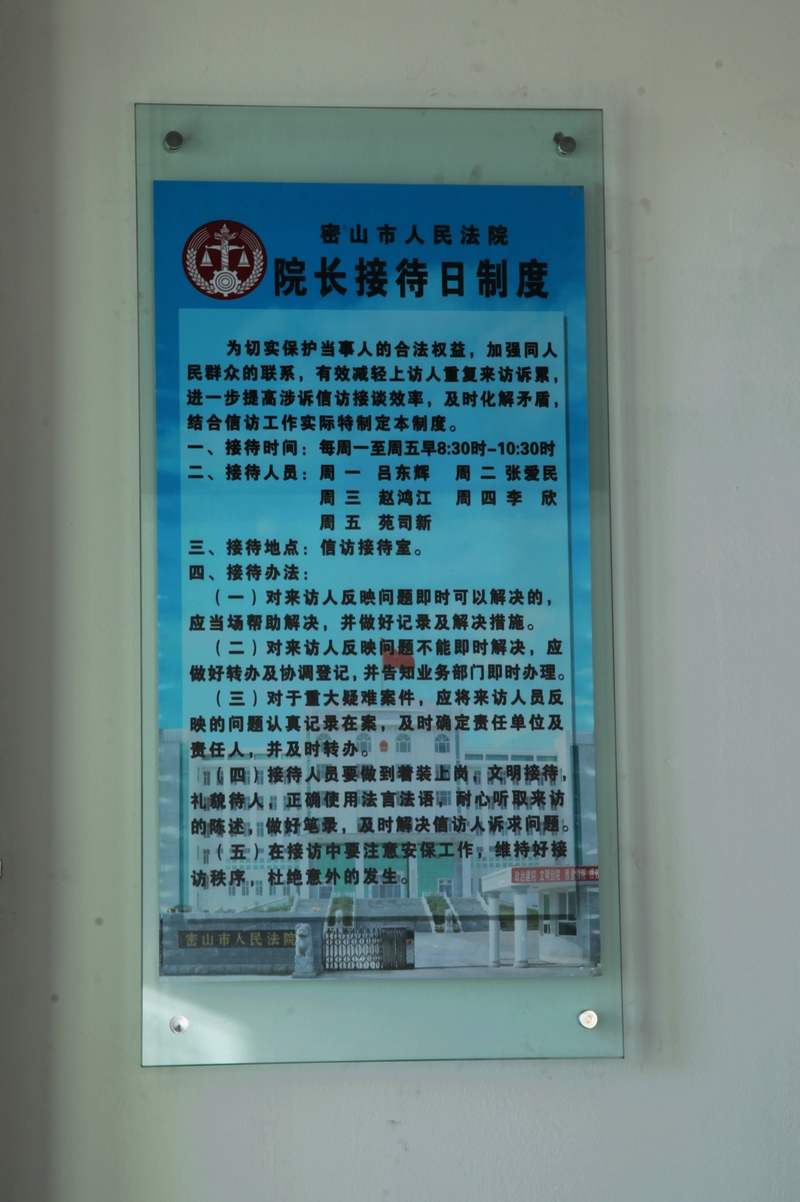 密山市人民法院
院长接待日制度
为切实保护当事人的合法权益，加强同人
民群众的联系，有效减轻上访人重复来访诉累，
进一步提高涉诉信访接谈效率，及时化解矛盾，
结合信访工作实际特制定本制度。
一、接待时间：每周一至周五早8:30时-10:30时
二、接待人员：周 一 吕东辉 周 二 张爱民
周 三 赵鸿江 周 四 李 欣
周 五 苑司新
三、接待地点：信访接待室。
四、接待办法：
（一）对来访人反映问题即时可以解决的，
应当场帮助解决，并做好记录及解决措施。
（二）对来访人反映问题不能即时解决，应
做好转办及协调登记，并告知业务部门即时办理。
（三）对于重大疑难案件，应将来访人员反
映的问题认真记录在案，及时确定责任单位及
责任人，并及时转办。
（四）接待人员要做到着装上岗，文明接待，
礼貌待人，正确使用法言法语，耐心听取来访
的陈述，做好笔录，及时解决信访人诉求问题。
（五）在接访中要注意安保工作，维持好接
访秩序，杜绝意外的发生。
政治建院 文明台院
密山市人民法院